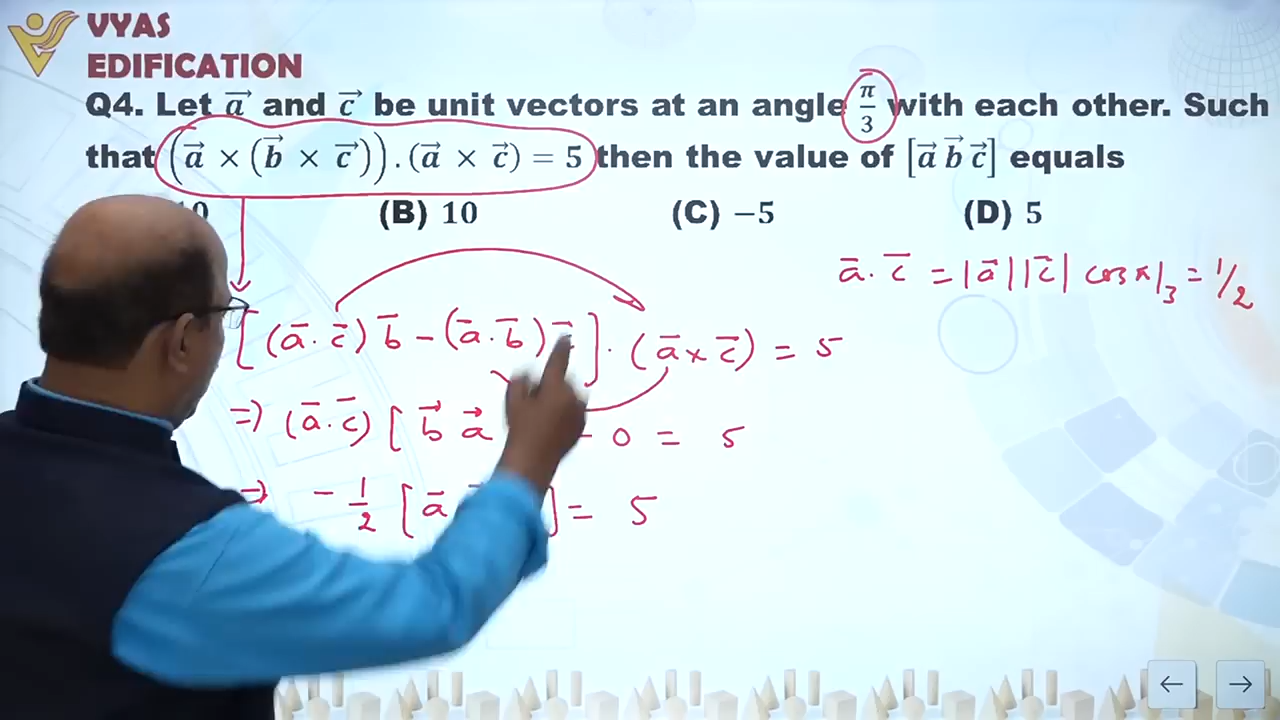 VYAS
EDIFICATION
Q4. Let a⃗ and c⃗ be unit vectors at an angle π/3 with each other. Such
that (a⃗ × (b⃗ × c⃗)).(a⃗ × c⃗) = 5 then the value of [a⃗ b⃗ c⃗] equals
(B) 10 (C) −5 (D) 5
a̅ . c̅ = |a̅| |c̅| cos π/3 = 1/2
[(a̅ . c̅) b̅ − (a̅ . b̅) c̅] . (a̅ × c̅) = 5
⇒ (a̅ . c̅) [b⃗ a⃗ − 0 = 5
⇒ − 1/2 [a̅ ] = 5
← →